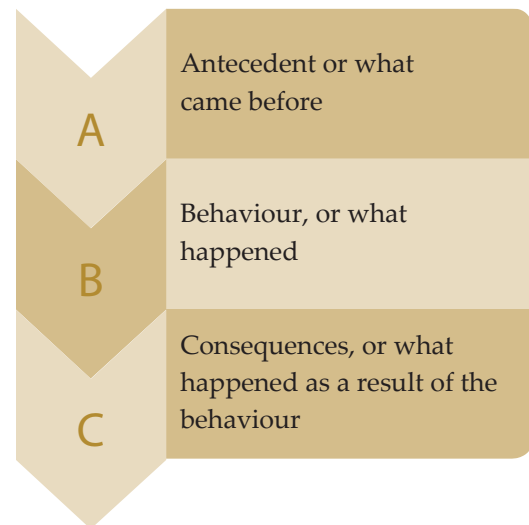 A
Antecedent or what
came before
B
Behaviour, or what
happened
C
Consequences, or what
happened as a result of the
behaviour